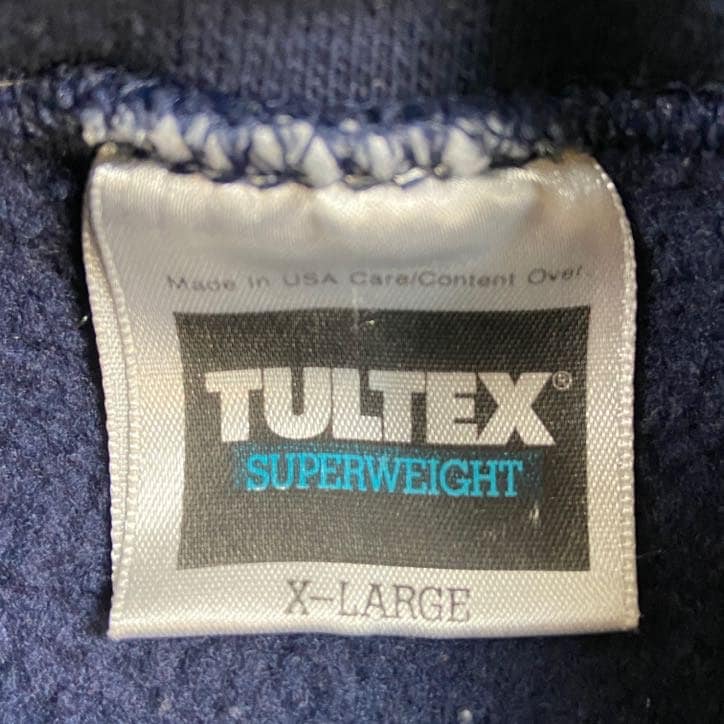 Made in USA Care/Content Over.
TULTEX®
SUPERWEIGHT
X-LARGE